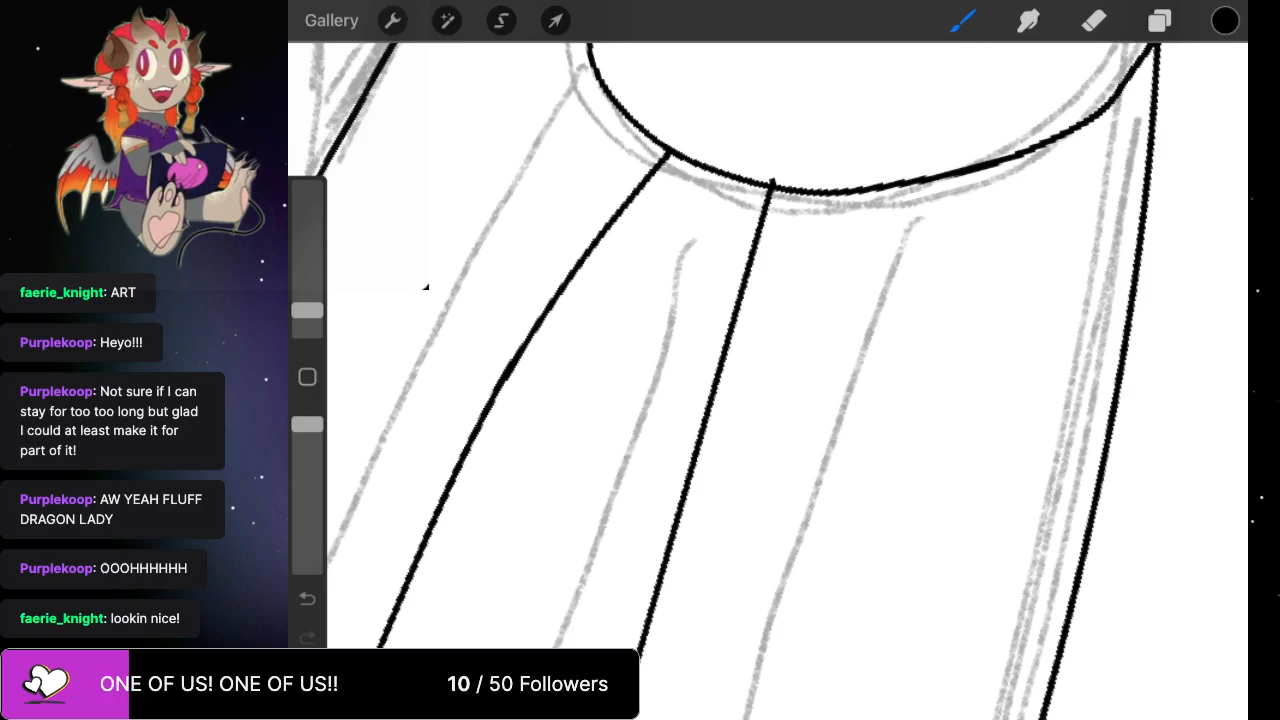 Gallery
faerie_knight: ART
Purplekoop: Heyo!!!
Purplekoop: Not sure if I can
stay for too too long but glad
I could at least make it for
part of it!
Purplekoop: AW YEAH FLUFF
DRAGON LADY
Purplekoop: OOOHHHHHH
faerie_knight: lookin nice!
ONE OF US! ONE OF US!! 10 / 50 Followers